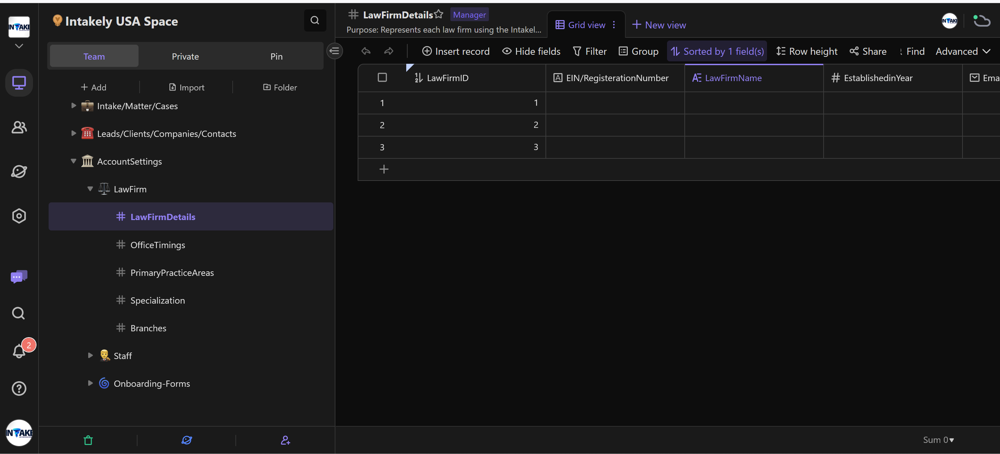 INTAKE
Intakely USA Space
Team
Private
Pin
Add
Import
Folder
Intake/Matter/Cases
Leads/Clients/Companies/Contacts
AccountSettings
LawFirm
LawFirmDetails
OfficeTimings
PrimaryPracticeAreas
Specialization
Branches
Staff
Onboarding-Forms
2
INTAKE
LawFirmDetails
Manager
Purpose: Represents each law firm using the Intakel...
Grid view
New view
INTAKE
Insert record
Hide fields
Filter
Group
Sorted by 1 field(s)
Row height
Share
Find
Advanced
LawFirmID
EIN/RegisterationNumber
LawFirmName
EstablishedinYear
Ema
1 1
2 2
3 3
Sum 0